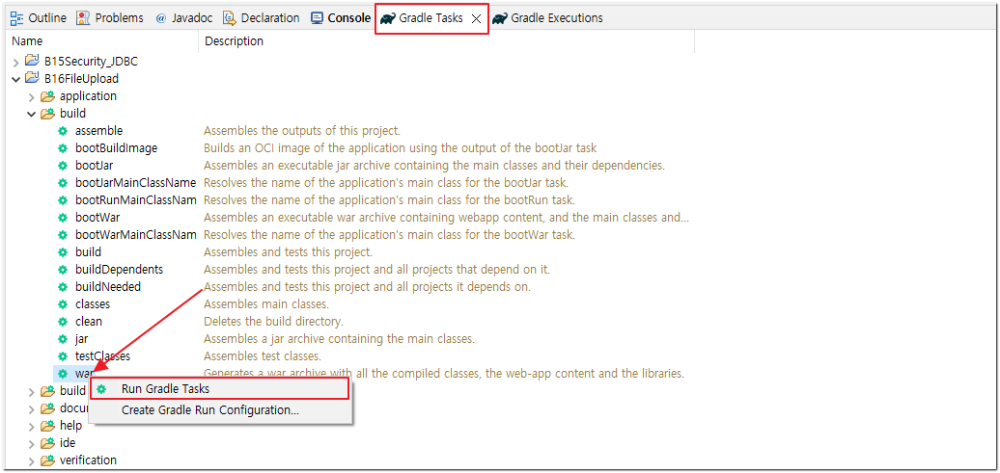 Outline Problems @ Javadoc Declaration Console Gradle Tasks Gradle Executions
Name Description
B15Security_JDBC
B16FileUpload
application
build
assemble Assembles the outputs of this project.
bootBuildImage Builds an OCI image of the application using the output of the bootJar task
bootJar Assembles an executable jar archive containing the main classes and their dependencies.
bootJarMainClassName Resolves the name of the application's main class for the bootJar task.
bootRunMainClassNam Resolves the name of the application's main class for the bootRun task.
bootWar Assembles an executable war archive containing webapp content, and the main classes and...
bootWarMainClassNam Resolves the name of the application's main class for the bootWar task.
build Assembles and tests this project.
buildDependents Assembles and tests this project and all projects that depend on it.
buildNeeded Assembles and tests this project and all projects it depends on.
classes Assembles main classes.
clean Deletes the build directory.
jar Assembles a jar archive containing the main classes.
testClasses Assembles test classes.
war Generates a war archive with all the compiled classes, the web-app content and the libraries.
build
Run Gradle Tasks
docu
Create Gradle Run Configuration...
help
ide
verification